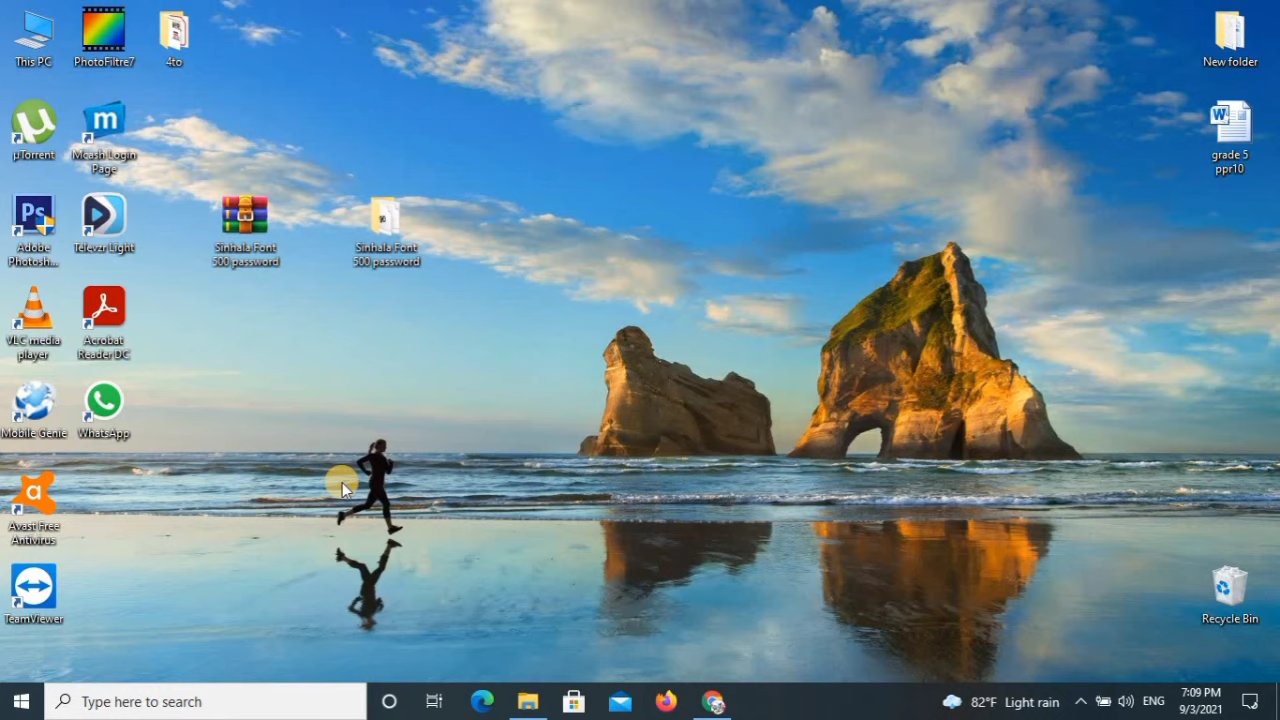 This PC
PhotoFiltre7
4to
New folder
µTorrent
Mcash Login
Page
grade 5
ppr10
Adobe
Photosh...
Televzr Light
Sinhala Font
500 password
Sinhala Font
500 password
VLC media
player
Acrobat
Reader DC
Mobile Genie
WhatsApp
Avast Free
Antivirus
TeamViewer
Recycle Bin
Type here to search
82°F Light rain
ENG
7:09 PM
9/3/2021